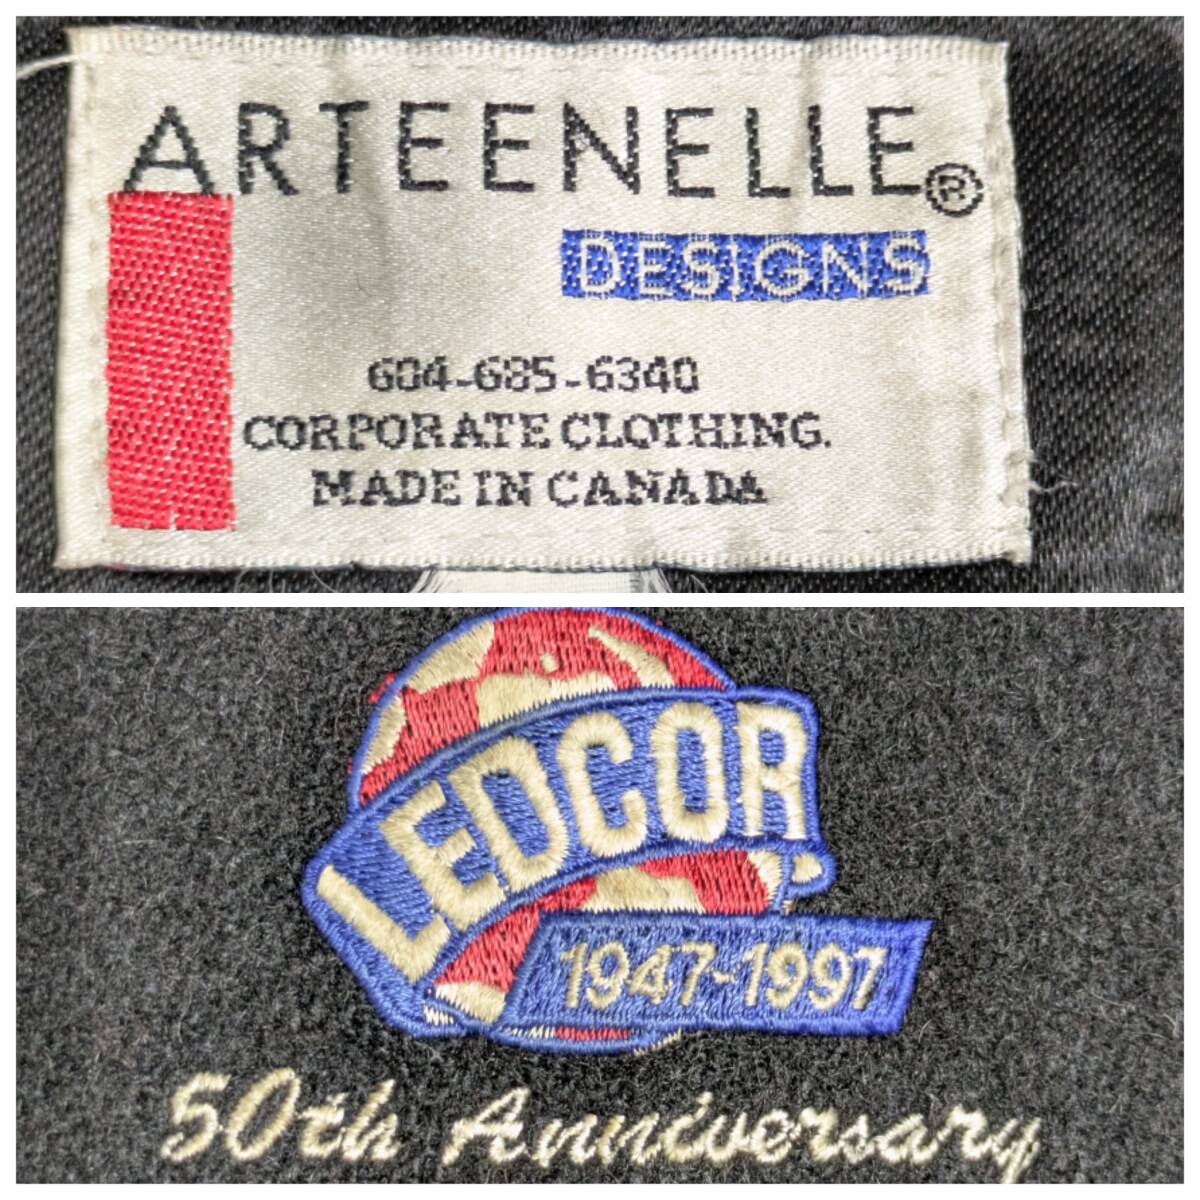 ARTEENELLE®
DESIGNS
604-685-6340
CORPORATE CLOTHING.
MADE IN CANADA
LEDCOR
1947-1997
50th Anniversary